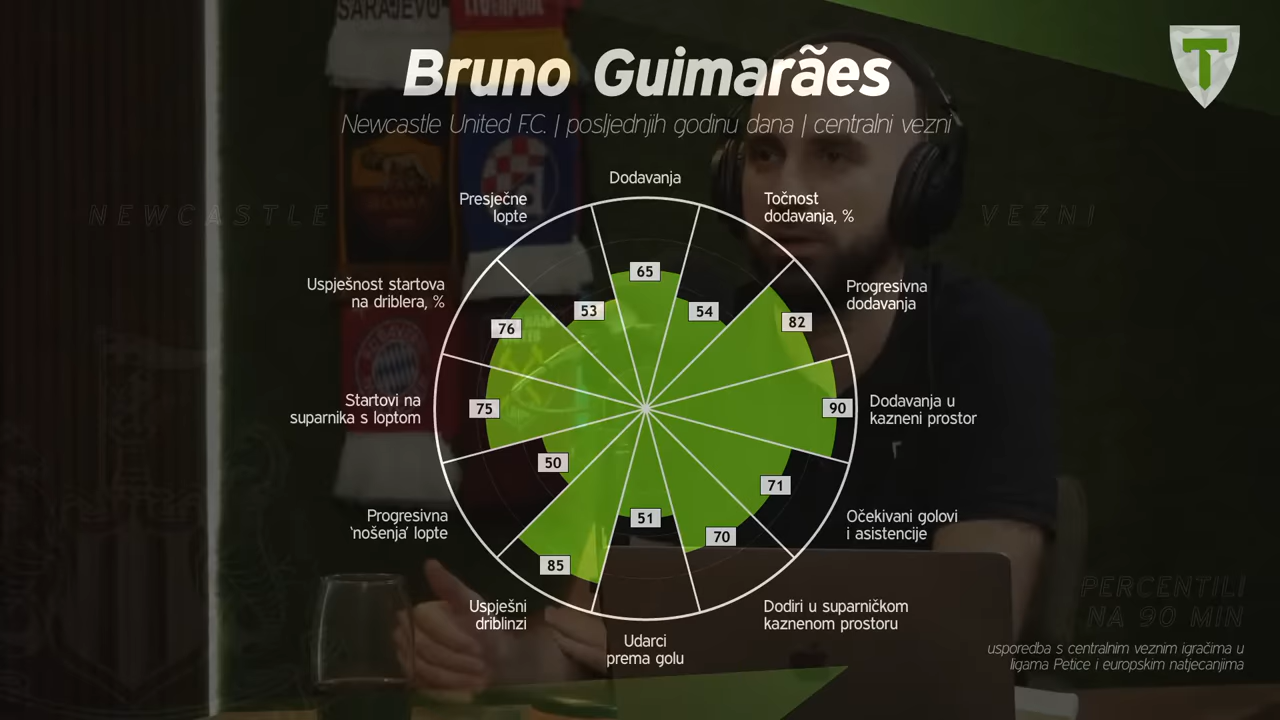 SARAJEVO
LIVERPOOL
Bruno Guimarães
Newcastle United F.C. | posljednjih godinu dana | centralni vezni
T
NEWCASTLE
VEZNI
Dodavanja
Točnost
dodavanja, %
Progresivna
dodavanja
Dodavanja u
kazneni prostor
Očekivani golovi
i asistencije
Dodiri u suparničkom
kaznenom prostoru
Udarci
prema golu
Uspješni
driblinzi
Progresivna
'nošenja' lopte
Startovi na
suparnika s loptom
Uspješnost startova
na driblera, %
Presječne
lopte
65
54
82
90
71
70
51
85
50
75
76
53
PERCENTILI
NA 90 MIN
usporedba s centralnim veznim igračima u
ligama Petice i europskim natjecanjima